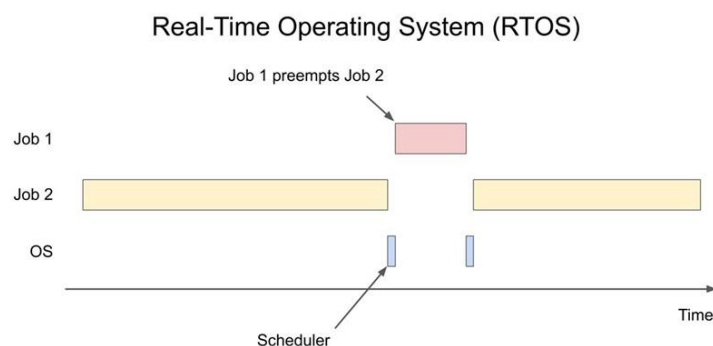 Real-Time Operating System (RTOS)
Job 1 preempts Job 2
Job 1
Job 2
OS
Time
Scheduler